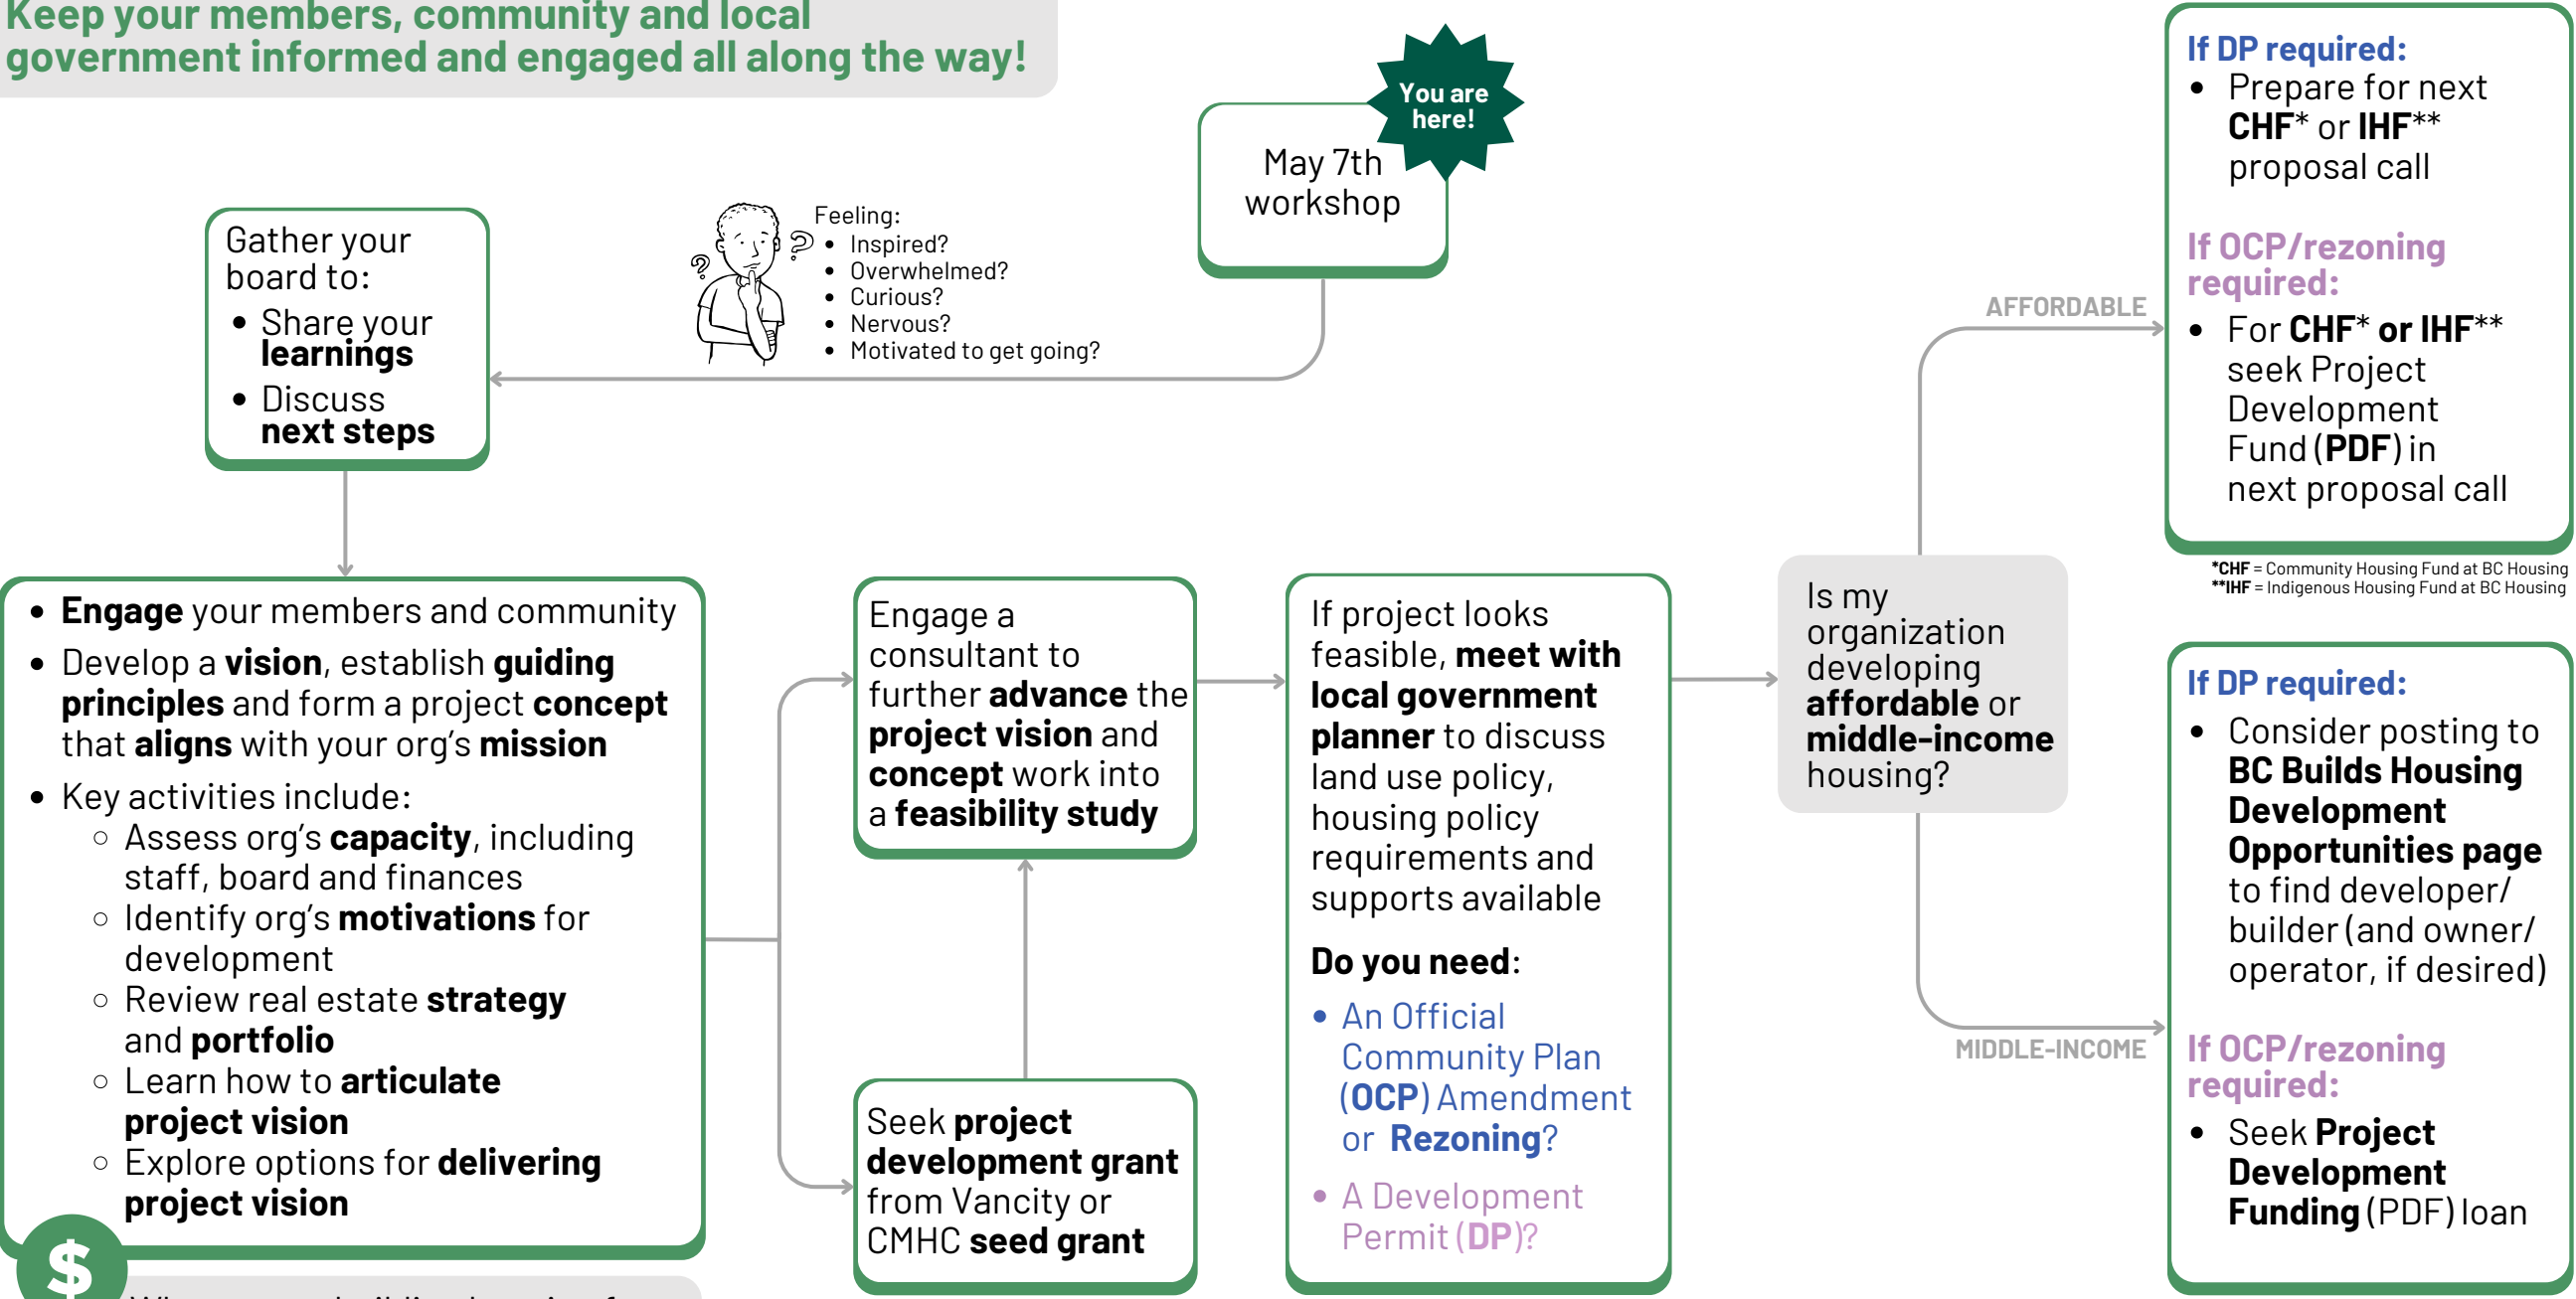 Keep your members, community and local
government informed and engaged all along the way!
You are
here!
May 7th
workshop
Feeling:
• Inspired?
• Overwhelmed?
• Curious?
• Nervous?
• Motivated to get going?
Gather your
board to:
• Share your
learnings
• Discuss
next steps
• Engage your members and community
• Develop a vision, establish guiding
principles and form a project concept
that aligns with your org's mission
• Key activities include:
○ Assess org's capacity, including
staff, board and finances
○ Identify org's motivations for
development
○ Review real estate strategy
and portfolio
○ Learn how to articulate
project vision
○ Explore options for delivering
project vision
$
Engage a
consultant to
further advance the
project vision and
concept work into
a feasibility study
Seek project
development grant
from Vancity or
CMHC seed grant
If project looks
feasible, meet with
local government
planner to discuss
land use policy,
housing policy
requirements and
supports available
Do you need:
• An Official
Community Plan
(OCP) Amendment
or Rezoning?
• A Development
Permit (DP)?
Is my
organization
developing
affordable or
middle-income
housing?
AFFORDABLE
If DP required:
• Prepare for next
CHF* or IHF**
proposal call
If OCP/rezoning
required:
• For CHF* or IHF**
seek Project
Development
Fund (PDF) in
next proposal call
*CHF = Community Housing Fund at BC Housing
**IHF = Indigenous Housing Fund at BC Housing
MIDDLE-INCOME
If DP required:
• Consider posting to
BC Builds Housing
Development
Opportunities page
to find developer/
builder (and owner/
operator, if desired)
If OCP/rezoning
required:
• Seek Project
Development
Funding (PDF) loan